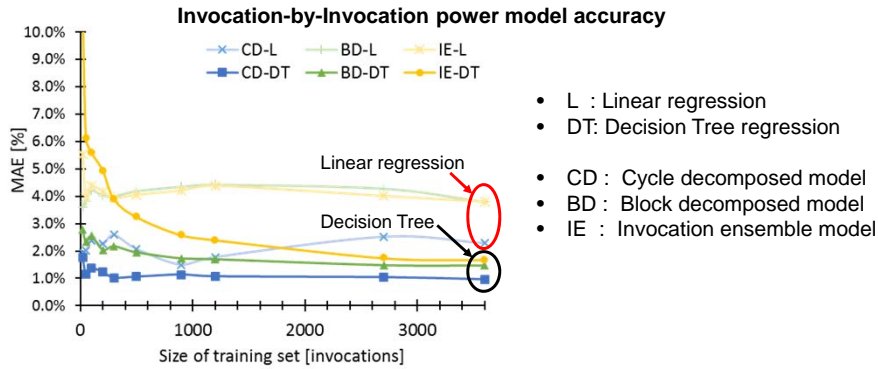 Invocation-by-Invocation power model accuracy
CD-L BD-L IE-L
CD-DT BD-DT IE-DT
10.0%
9.0%
8.0%
7.0%
6.0%
5.0%
4.0%
3.0%
2.0%
1.0%
0.0%
MAE [%]
Linear regression
Decision Tree
0 1000 2000 3000
Size of training set [invocations]
• L : Linear regression
• DT: Decision Tree regression
• CD : Cycle decomposed model
• BD : Block decomposed model
• IE : Invocation ensemble model